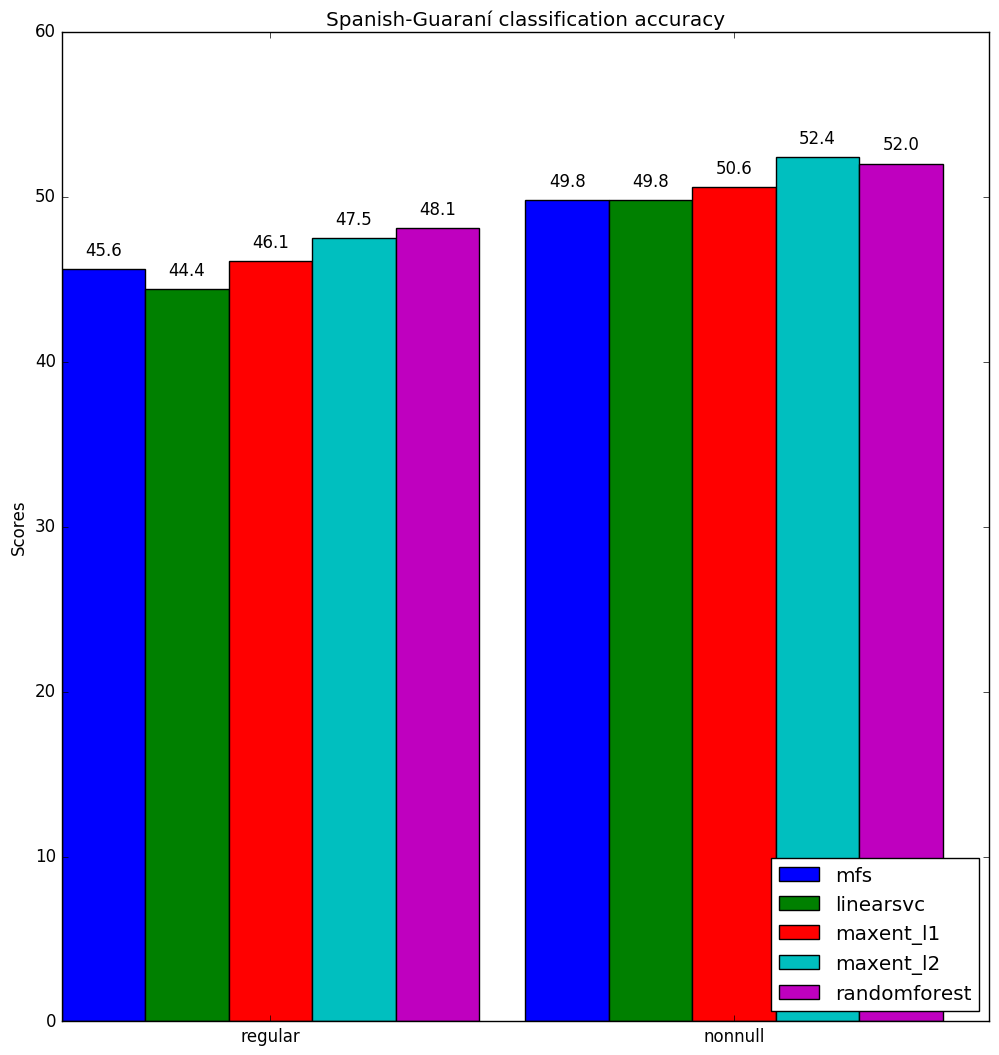 Spanish-Guaraní classification accuracy
60
50
40
30
20
10
0
Scores
45.6
44.4
46.1
47.5
48.1
49.8
49.8
50.6
52.4
52.0
regular
nonnull
mfs
linearsvc
maxent_l1
maxent_l2
randomforest